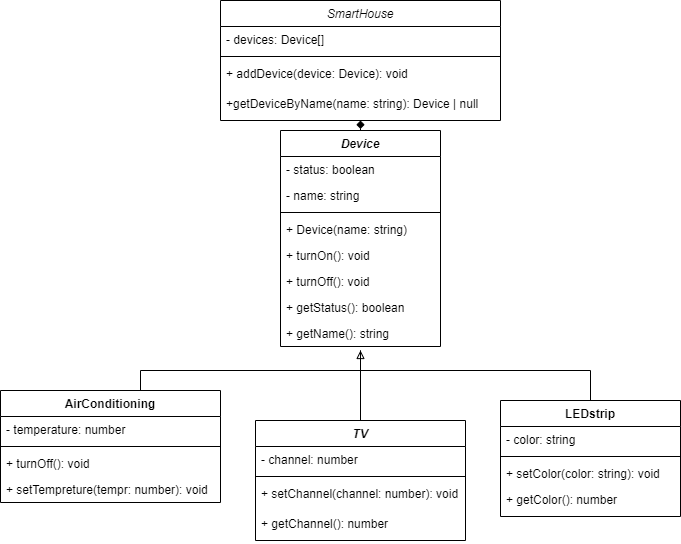 SmartHouse
- devices: Device[]
+ addDevice(device: Device): void
+getDeviceByName(name: string): Device | null
Device
- status: boolean
- name: string
+ Device(name: string)
+ turnOn(): void
+ turnOff(): void
+ getStatus(): boolean
+ getName(): string
AirConditioning
- temperature: number
+ turnOff(): void
+ setTempreture(tempr: number): void
TV
- channel: number
+ setChannel(channel: number): void
+ getChannel(): number
LEDstrip
- color: string
+ setColor(color: string): void
+ getColor(): number